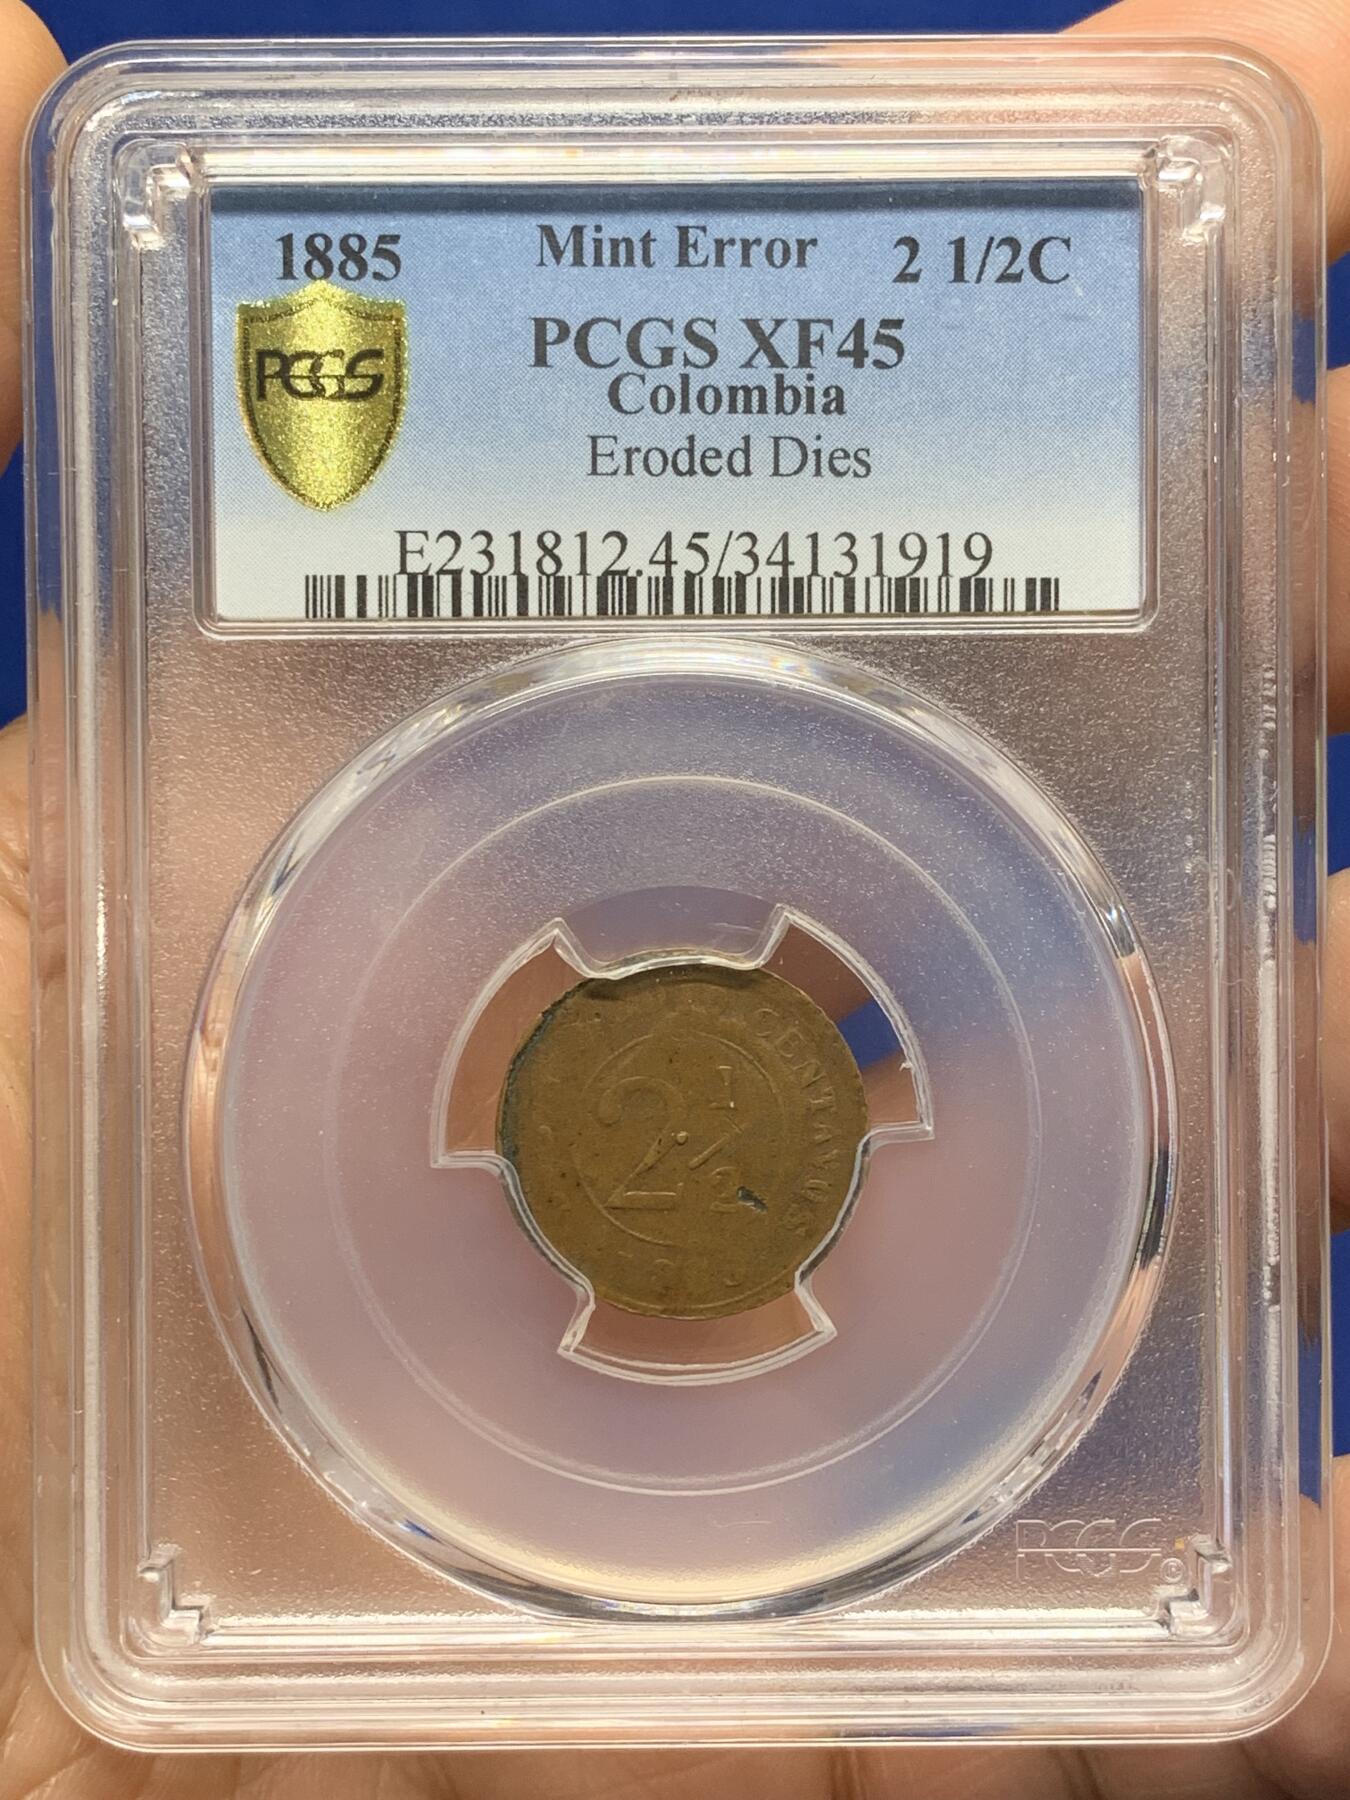 1885 Mint Error 2 1/2C
PCGS XF45
PCGS
Colombia
Eroded Dies
E231812.45/34131919
CENTAVOS
2 1/2
PCGS